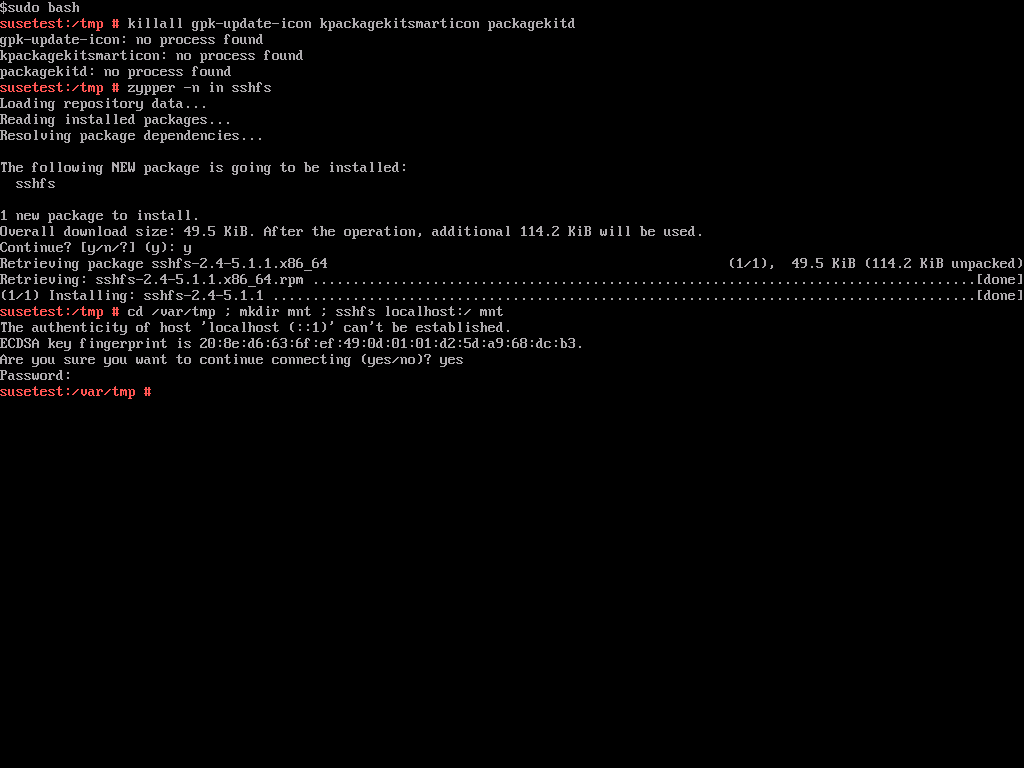 $sudo bash
susetest:/tmp # killall gpk-update-icon kpackagekitsmarticon packagekitd
gpk-update-icon: no process found
kpackagekitsmarticon: no process found
packagekitd: no process found
susetest:/tmp # zypper -n in sshfs
Loading repository data...
Reading installed packages...
Resolving package dependencies...
The following NEW package is going to be installed:
  sshfs
1 new package to install.
Overall download size: 49.5 KiB. After the operation, additional 114.2 KiB will be used.
Continue? [y/n/?] (y): y
Retrieving package sshfs-2.4-5.1.1.x86_64                                                  (1/1),  49.5 KiB (114.2 KiB unpacked)
Retrieving: sshfs-2.4-5.1.1.x86_64.rpm ...................................................................................[done]
(1/1) Installing: sshfs-2.4-5.1.1 ........................................................................................[done]
susetest:/tmp # cd /var/tmp ; mkdir mnt ; sshfs localhost:/ mnt
The authenticity of host 'localhost (::1)' can't be established.
ECDSA key fingerprint is 20:8e:d6:63:6f:ef:49:0d:01:01:d2:5d:a9:68:dc:b3.
Are you sure you want to continue connecting (yes/no)? yes
Password:
susetest:/var/tmp #